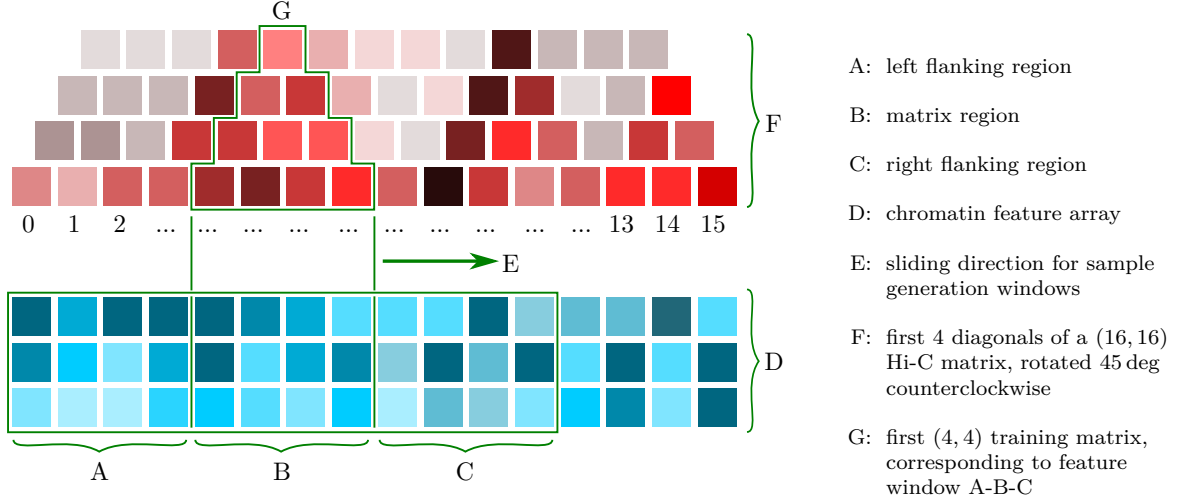 G
F
0 1 2 ... ... ... ... ... ... ... ... ... ... 13 14 15
E
D
A B C
A: left flanking region
B: matrix region
C: right flanking region
D: chromatin feature array
E: sliding direction for sample
generation windows
F: first 4 diagonals of a (16, 16)
Hi-C matrix, rotated 45 deg
counterclockwise
G: first (4, 4) training matrix,
corresponding to feature
window A-B-C